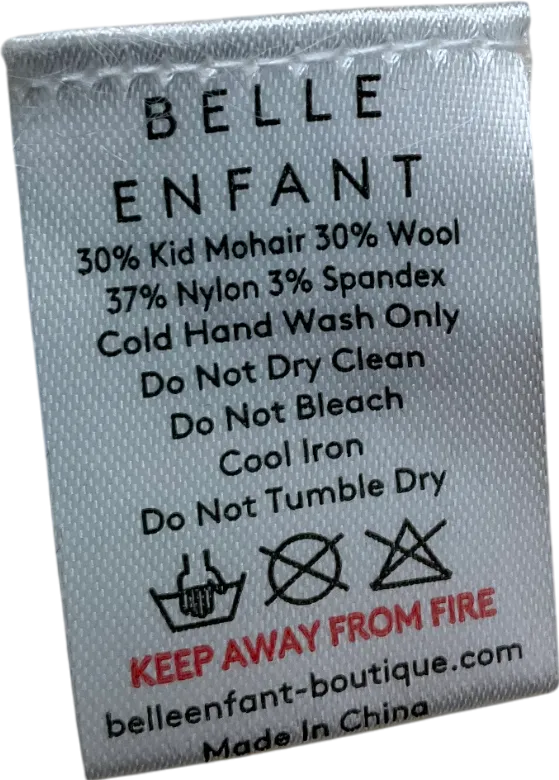 BELLE
ENFANT
30% Kid Mohair 30% Wool
37% Nylon 3% Spandex
Cold Hand Wash Only
Do Not Dry Clean
Do Not Bleach
Cool Iron
Do Not Tumble Dry
KEEP AWAY FROM FIRE
belleenfant-boutique.com
Made In China